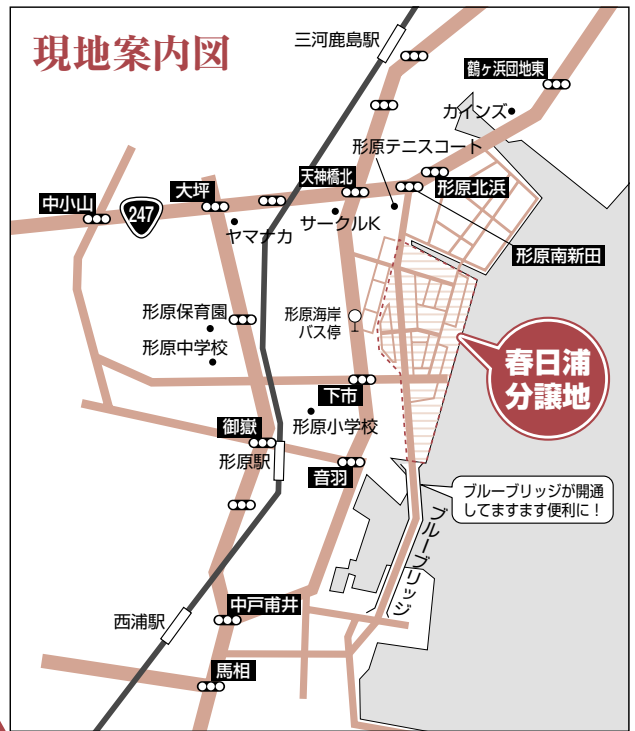 現地案内図
三河鹿島駅
鶴ヶ浜団地東
カインズ
形原テニスコート
天神橋北
形原北浜
大坪
中小山
247
ヤマナカ
サークルK
形原南新田
形原保育園
形原海岸
バス停
形原中学校
春日浦
分譲地
下市
御嶽
形原小学校
形原駅
音羽
ブルーブリッジが開通
してますます便利に!
ブルーブリッジ
西浦駅
中戸甫井
馬相